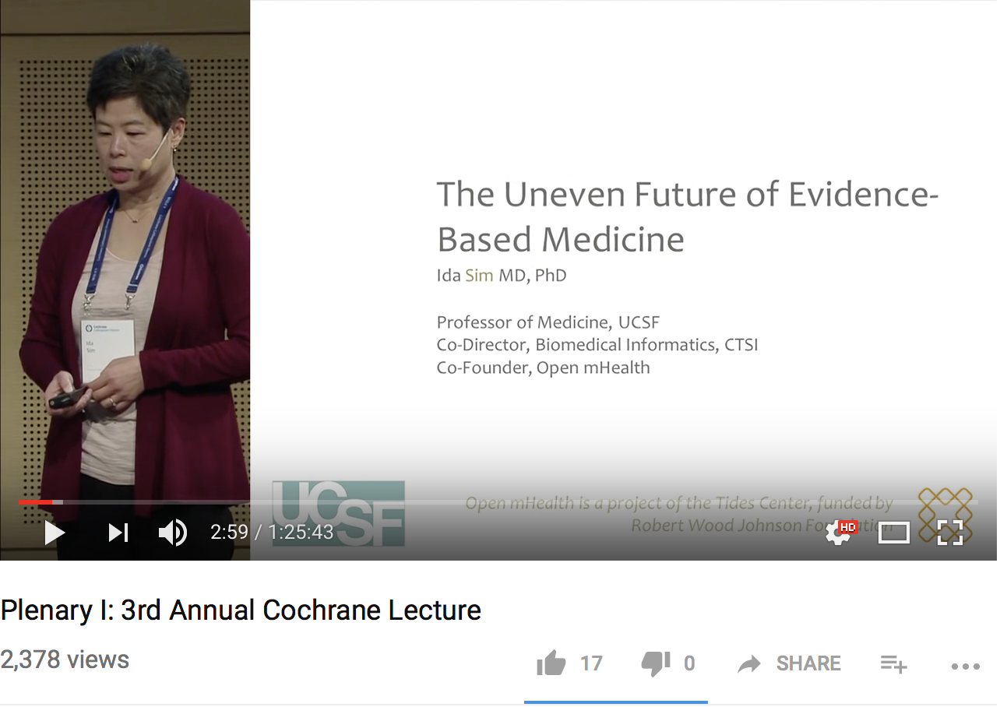 The Uneven Future of Evidence-
Based Medicine
Ida Sim MD, PhD
Professor of Medicine, UCSF
Co-Director, Biomedical Informatics, CTSI
Co-Founder, Open mHealth
Cochrane
Ida
Sim
UCSF
Open mHealth is a project of the Tides Center, funded by
Robert Wood Johnson Foundation
2:59 / 1:25:43
HD
Plenary I: 3rd Annual Cochrane Lecture
2,378 views
17
0
SHARE